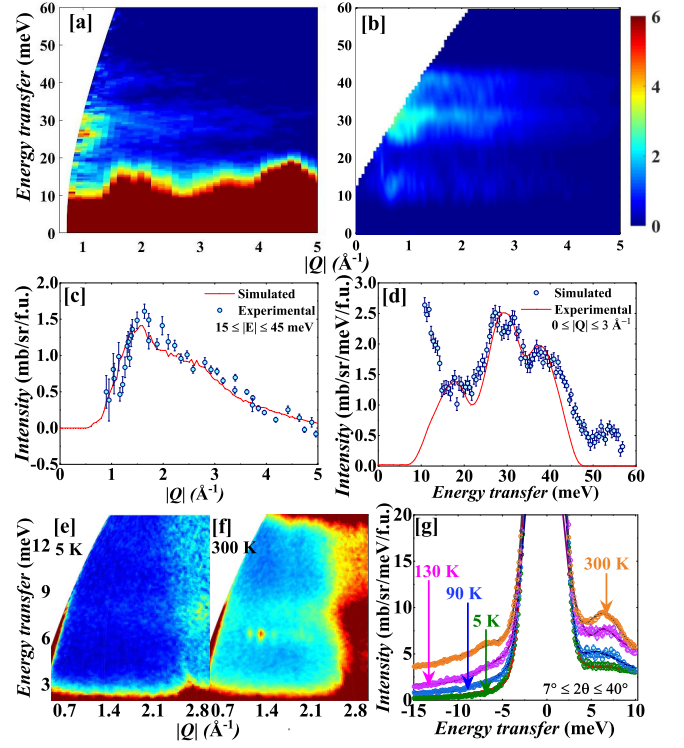 [a]
[b]
Energy transfer (meV)
60
50
40
30
20
10
0
1
2
3
4
5
60
50
40
30
20
10
0
0
1
2
3
4
5
6
4
2
0
|Q| (Å⁻¹)
[c]
Simulated
Experimental
15 ≤ |E| ≤ 45 meV
Intensity (mb/sr/f.u.)
2.0
1.5
1.0
0.5
0.0
-0.5
0
1
2
3
4
5
|Q| (Å⁻¹)
[d]
Simulated
Experimental
0 ≤ |Q| ≤ 3 Å⁻¹
Intensity (mb/sr/meV/f.u.)
3.0
2.5
2.0
1.5
1.0
0.5
0.0
0
10
20
30
40
50
60
Energy transfer (meV)
[e]
5 K
[f]
300 K
Energy transfer (meV)
12
9
6
3
0.7
1.4
2.1
2.8
0.7
1.4
2.1
2.8
|Q| (Å⁻¹)
[g]
130 K
90 K
5 K
300 K
7° ≤ 2θ ≤ 40°
Intensity (mb/sr/meV/f.u.)
20
15
10
5
0
-15
-10
-5
0
5
10
Energy transfer (meV)